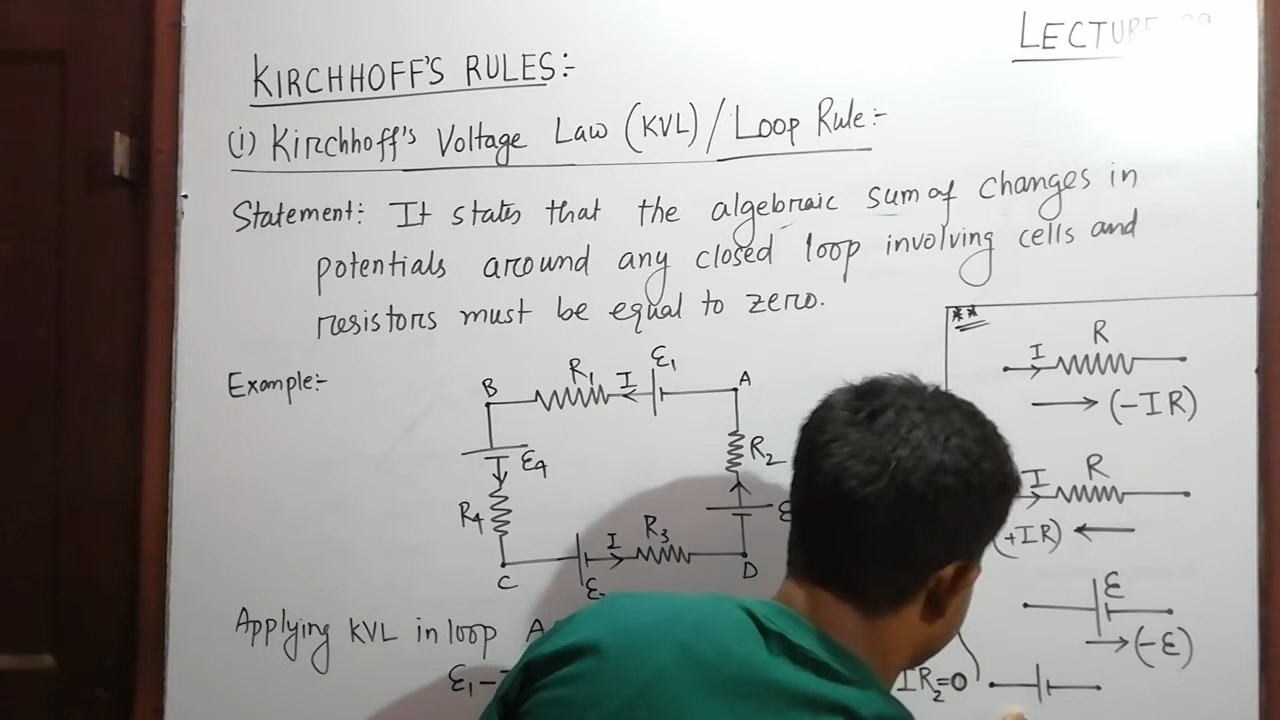 LECTURE
KIRCHHOFF'S RULES:-
(i) Kirchhoff's Voltage Law (KVL) / Loop Rule:-
Statement: It states that the algebraic sum of changes in
potentials around any closed loop involving cells and
resistors must be equal to zero.
Example:-
B R₁ I ε₁ A
ε₄ R₂
R₄
I R₃
C D
Applying KVL in loop A
ε₁ –
IR₂=0
**
I R
(-IR)
I R
(+IR)
ε
(-ε)